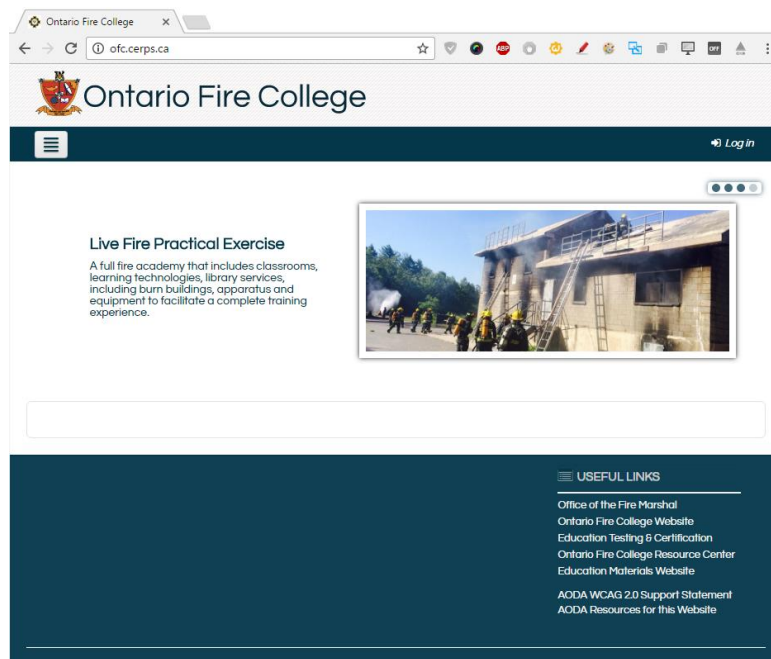 Ontario Fire College
ofc.cerps.ca
ABP
OFF
Ontario Fire College
Log in
Live Fire Practical Exercise
A full fire academy that includes classrooms,
learning technologies, library services,
including burn buildings, apparatus and
equipment to facilitate a complete training
experience.
USEFUL LINKS
Office of the Fire Marshal
Ontario Fire College Website
Education Testing & Certification
Ontario Fire College Resource Center
Education Materials Website
AODA WCAG 2.0 Support Statement
AODA Resources for this Website